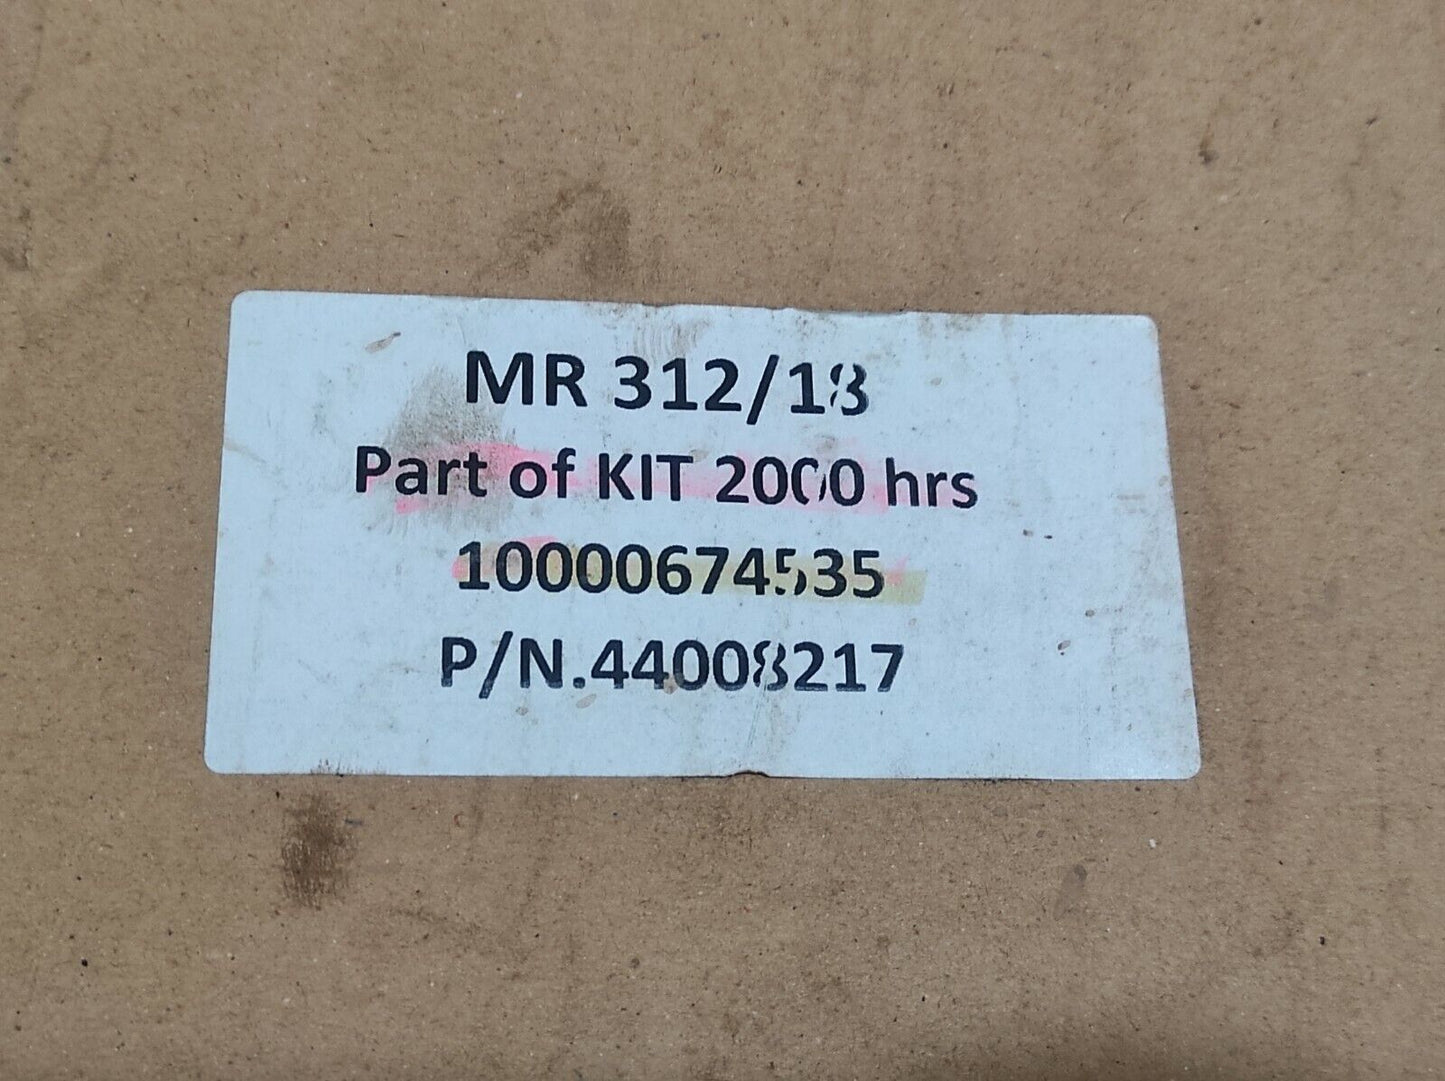 MR 312/18
Part of KIT 2000 hrs
10000674535
P/N.44008217